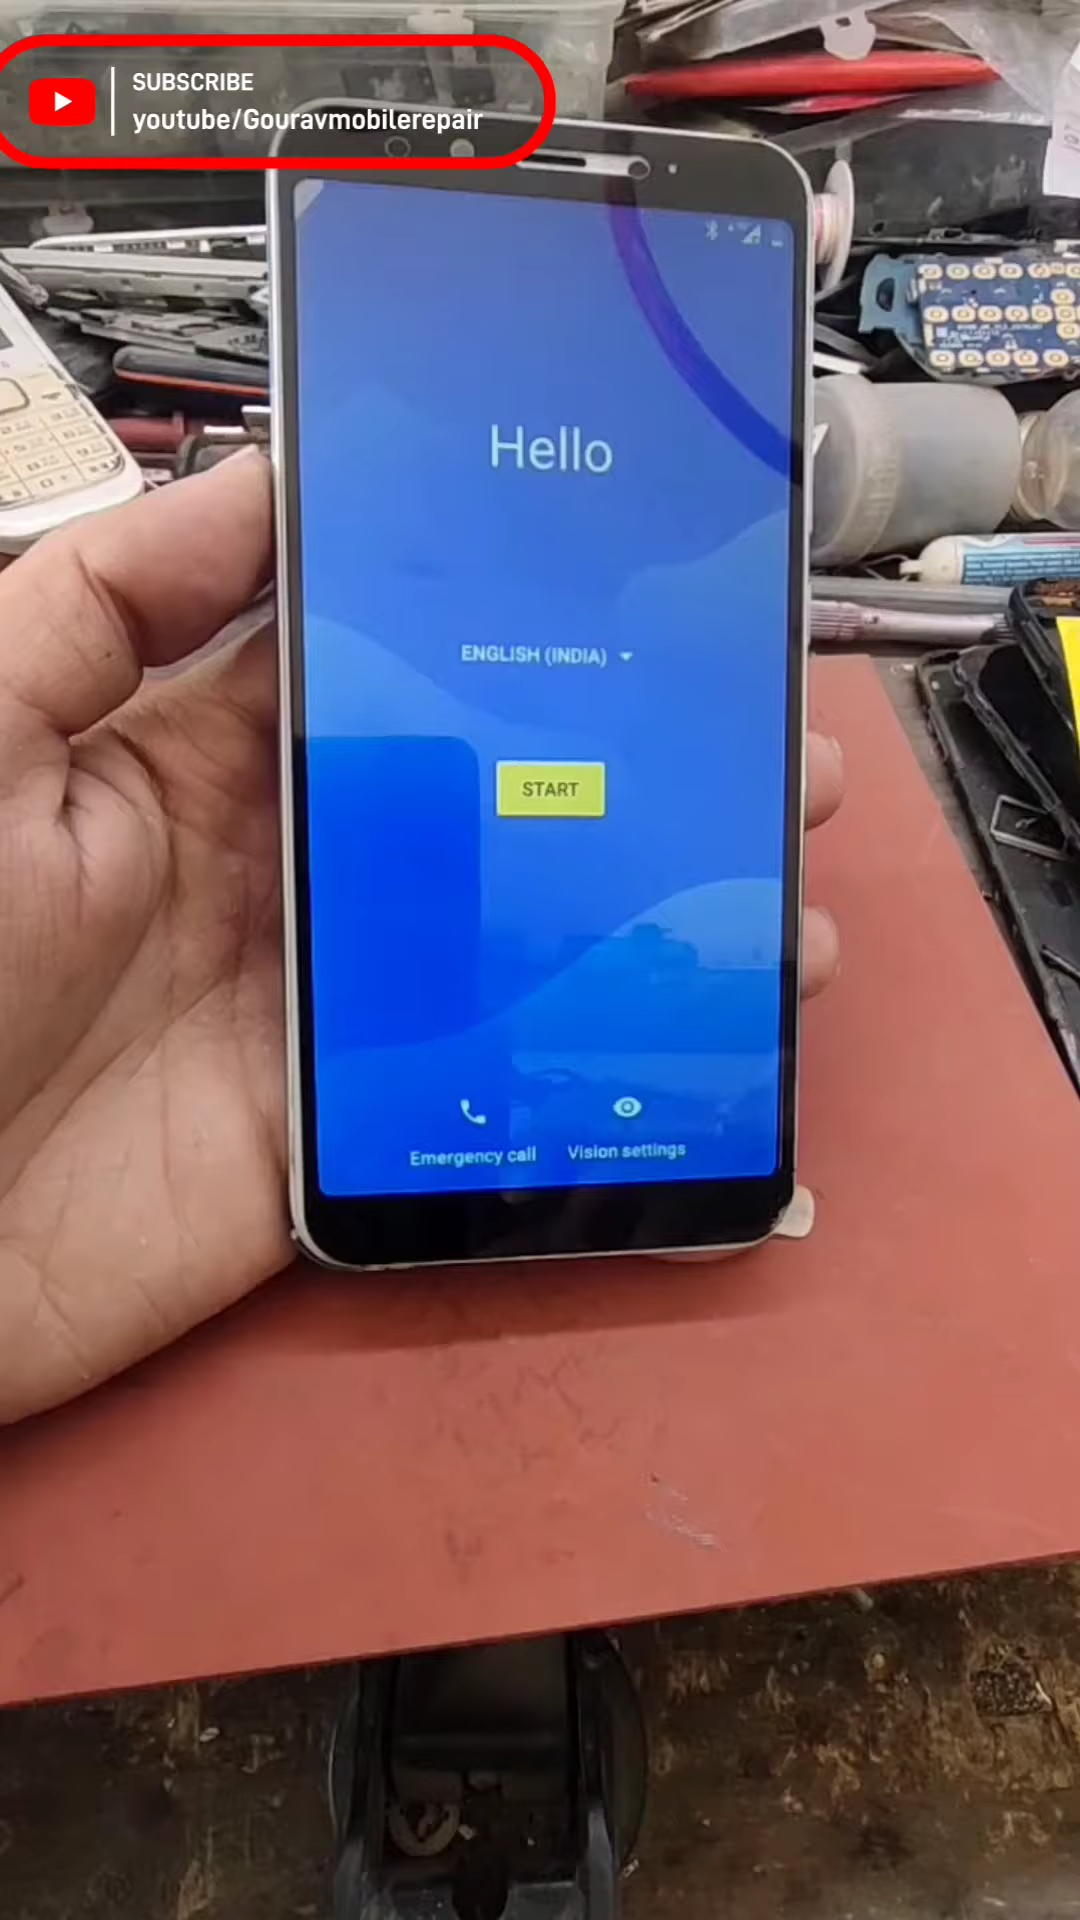 SUBSCRIBE
youtube/Gouravmobilerepair
Hello
ENGLISH (INDIA)
START
Emergency call
Vision settings